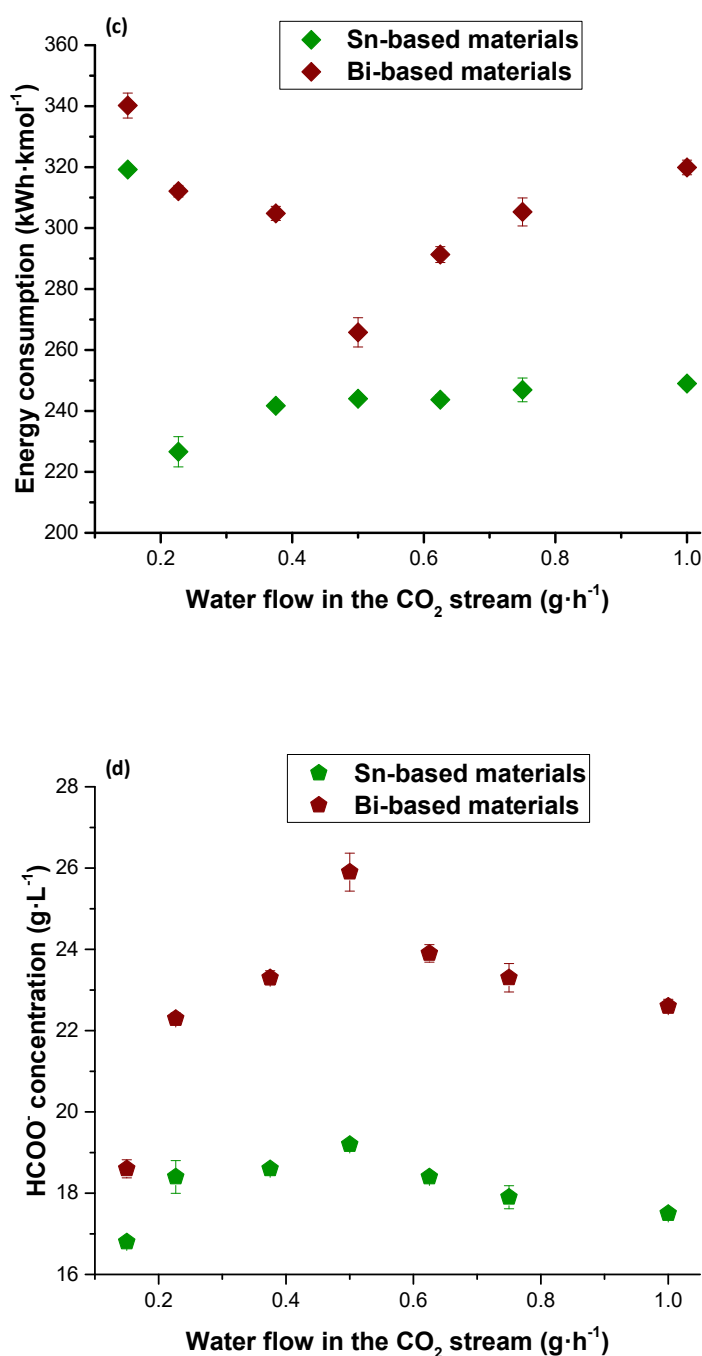 (c)
Sn-based materials
Bi-based materials
360
340
320
300
280
260
240
220
200
Energy consumption (kWh·kmol⁻¹)
0.2 0.4 0.6 0.8 1.0
Water flow in the CO₂ stream (g·h⁻¹)
(d)
Sn-based materials
Bi-based materials
28
26
24
22
20
18
16
HCOO⁻ concentration (g·L⁻¹)
0.2 0.4 0.6 0.8 1.0
Water flow in the CO₂ stream (g·h⁻¹)